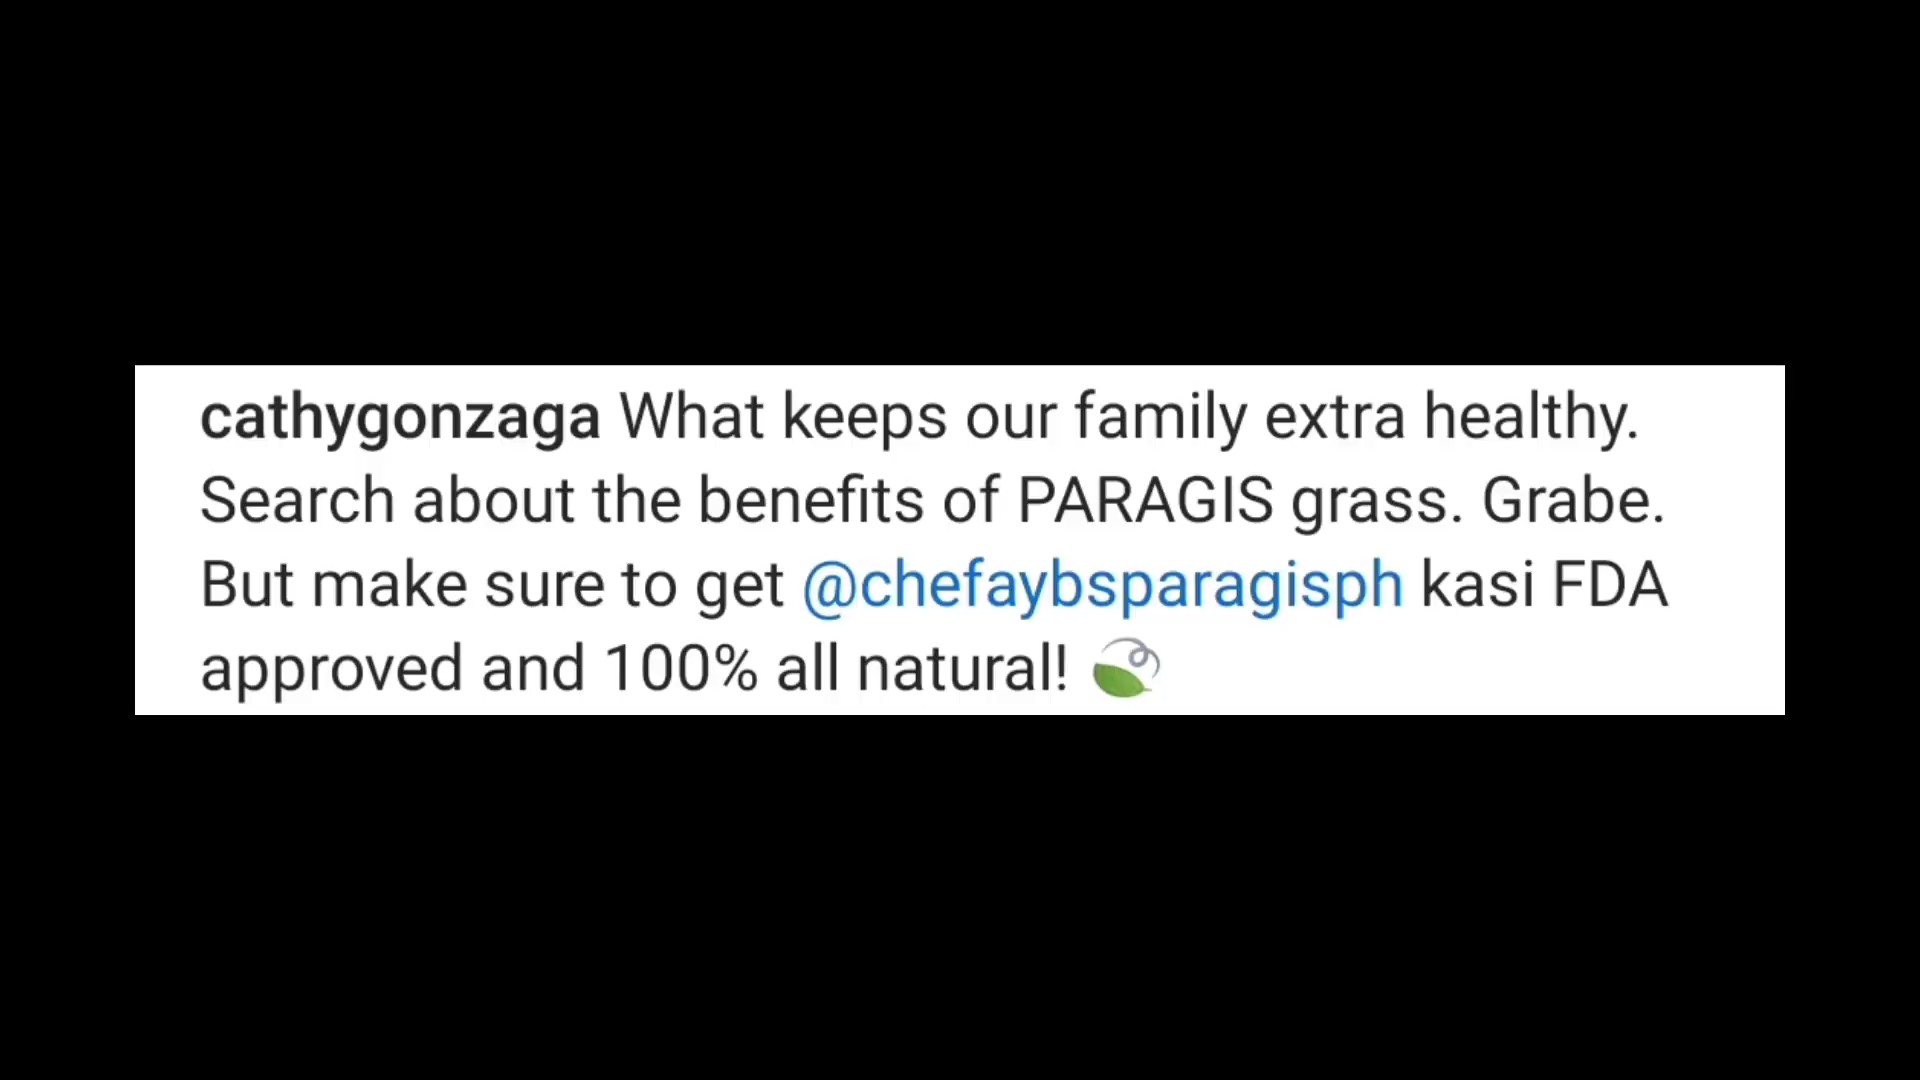 cathygonzaga What keeps our family extra healthy.
Search about the benefits of PARAGIS grass. Grabe.
But make sure to get @chefaybsparagisph kasi FDA
approved and 100% all natural! 🍃